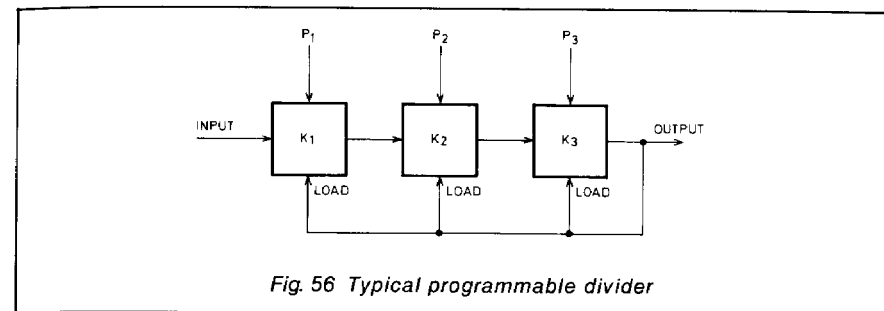 P1 P2 P3
INPUT K1 K2 K3 OUTPUT
LOAD LOAD LOAD
Fig. 56 Typical programmable divider